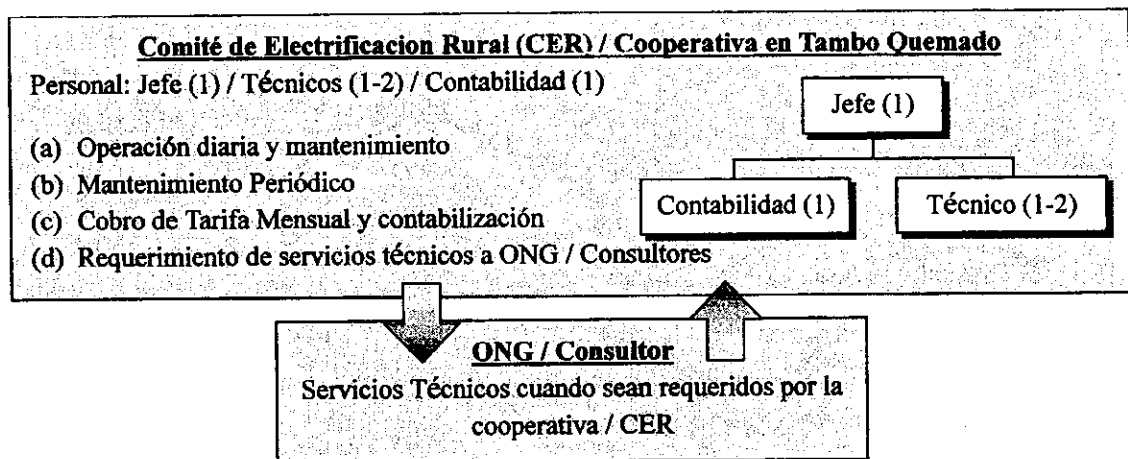 Comité de Electrificacion Rural (CER) / Cooperativa en Tambo Quemado
Personal: Jefe (1) / Técnicos (1-2) / Contabilidad (1)
Jefe (1)
(a) Operación diaria y mantenimiento
(b) Mantenimiento Periódico
Contabilidad (1)
Técnico (1-2)
(c) Cobro de Tarifa Mensual y contabilización
(d) Requerimiento de servicios técnicos a ONG / Consultores
ONG / Consultor
Servicios Técnicos cuando sean requeridos por la
cooperativa / CER